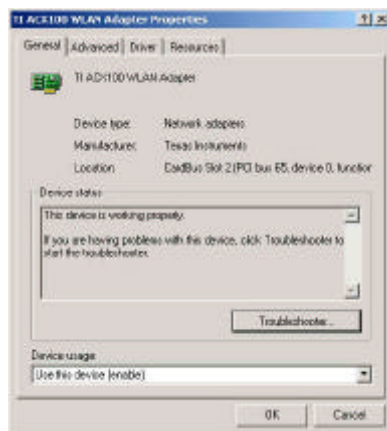 TI ACX100 WLAN Adapter Properties
General Advanced Driver Resources
TI ACX100 WLAN Adapter
Device type: Network adapters
Manufacturer: Texas Instruments
Location: CardBus Slot 2 (PCI bus 65, device 0, function
Device status
This device is working properly.
If you are having problems with this device, click Troubleshooter to
start the troubleshooter.
Troubleshooter...
Device usage:
Use this device (enable)
OK Cancel